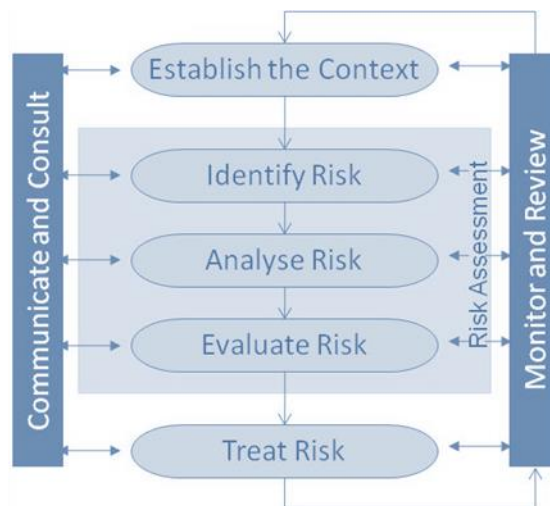 Establish the Context
Identify Risk
Analyse Risk
Evaluate Risk
Treat Risk
Communicate and Consult
Risk Assessment
Monitor and Review